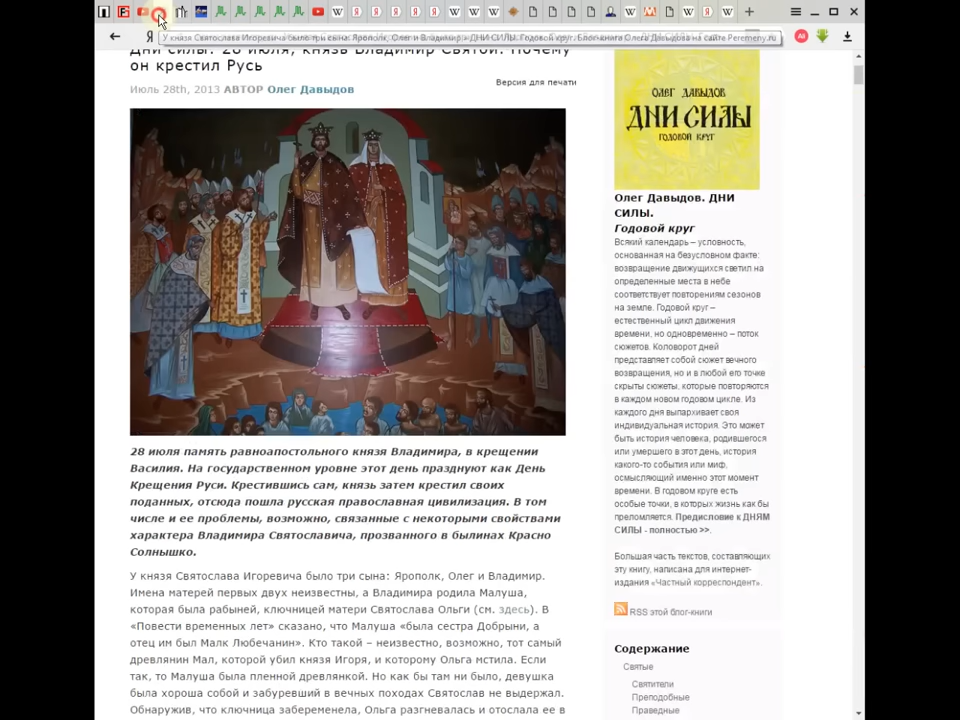 У князя Святослава Игоревича было три сына: Ярополк, Олег и Владимир
ДНИ СИЛЫ. Годовой круг. Блог-книга Олега Давыдова на сайте Peremeny.ru
Дни силы. 28 июля, князь Владимир Святой. Почему
он крестил Русь
Версия для печати
Июль 28th, 2013 АВТОР Олег Давыдов
28 июля память равноапостольного князя Владимира, в крещении
Василия. На государственном уровне этот день празднуют как День
Крещения Руси. Крестившись сам, князь затем крестил своих
поданных, отсюда пошла русская православная цивилизация. В том
числе и ее проблемы, возможно, связанные с некоторыми свойствами
характера Владимира Святославича, прозванного в былинах Красно
Солнышко.
У князя Святослава Игоревича было три сына: Ярополк, Олег и Владимир.
Имена матерей первых двух неизвестны, а Владимира родила Малуша,
которая была рабыней, ключницей матери Святослава Ольги (см. здесь). В
«Повести временных лет» сказано, что Малуша «была сестра Добрыни, а
отец им был Малк Любечанин». Кто такой – неизвестно, возможно, тот самый
древлянин Мал, которой убил князя Игоря, и которому Ольга мстила. Если
так, то Малуша была пленной древлянкой. Но как бы там ни было, девушка
была хороша собой и забуревший в вечных походах Святослав не выдержал.
Обнаружив, что ключница забеременела, Ольга разгневалась и отослала ее в
ОЛЕГ ДАВЫДОВ
ДНИ СИЛЫ
ГОДОВОЙ КРУГ
Олег Давыдов. ДНИ
СИЛЫ.
Годовой круг
Всякий календарь – условность,
основанная на безусловном факте:
возвращение движущихся светил на
определенные места в небе
соответствует повторениям сезонов
на земле. Годовой круг –
естественный цикл движения
времени, но одновременно – поток
сюжетов. Коловорот дней
представляет собой сюжет вечного
возвращения, но и в любой его точке
скрыты сюжеты, которые повторяются
в каждом новом годовом цикле. Из
каждого дня выпархивает своя
индивидуальная история. Это может
быть история человека, родившегося
или умершего в этот день, история
какого-то события или миф,
осмысляющий именно этот момент
времени. В годовом круге есть
особые точки, в которых жизнь как бы
преломляется. Предисловие к ДНЯМ
СИЛЫ - полностью >>.
Большая часть текстов, составляющих
эту книгу, написана для интернет-
издания «Частный корреспондент».
RSS этой блог-книги
Содержание
Святые
Святители
Преподобные
Праведные